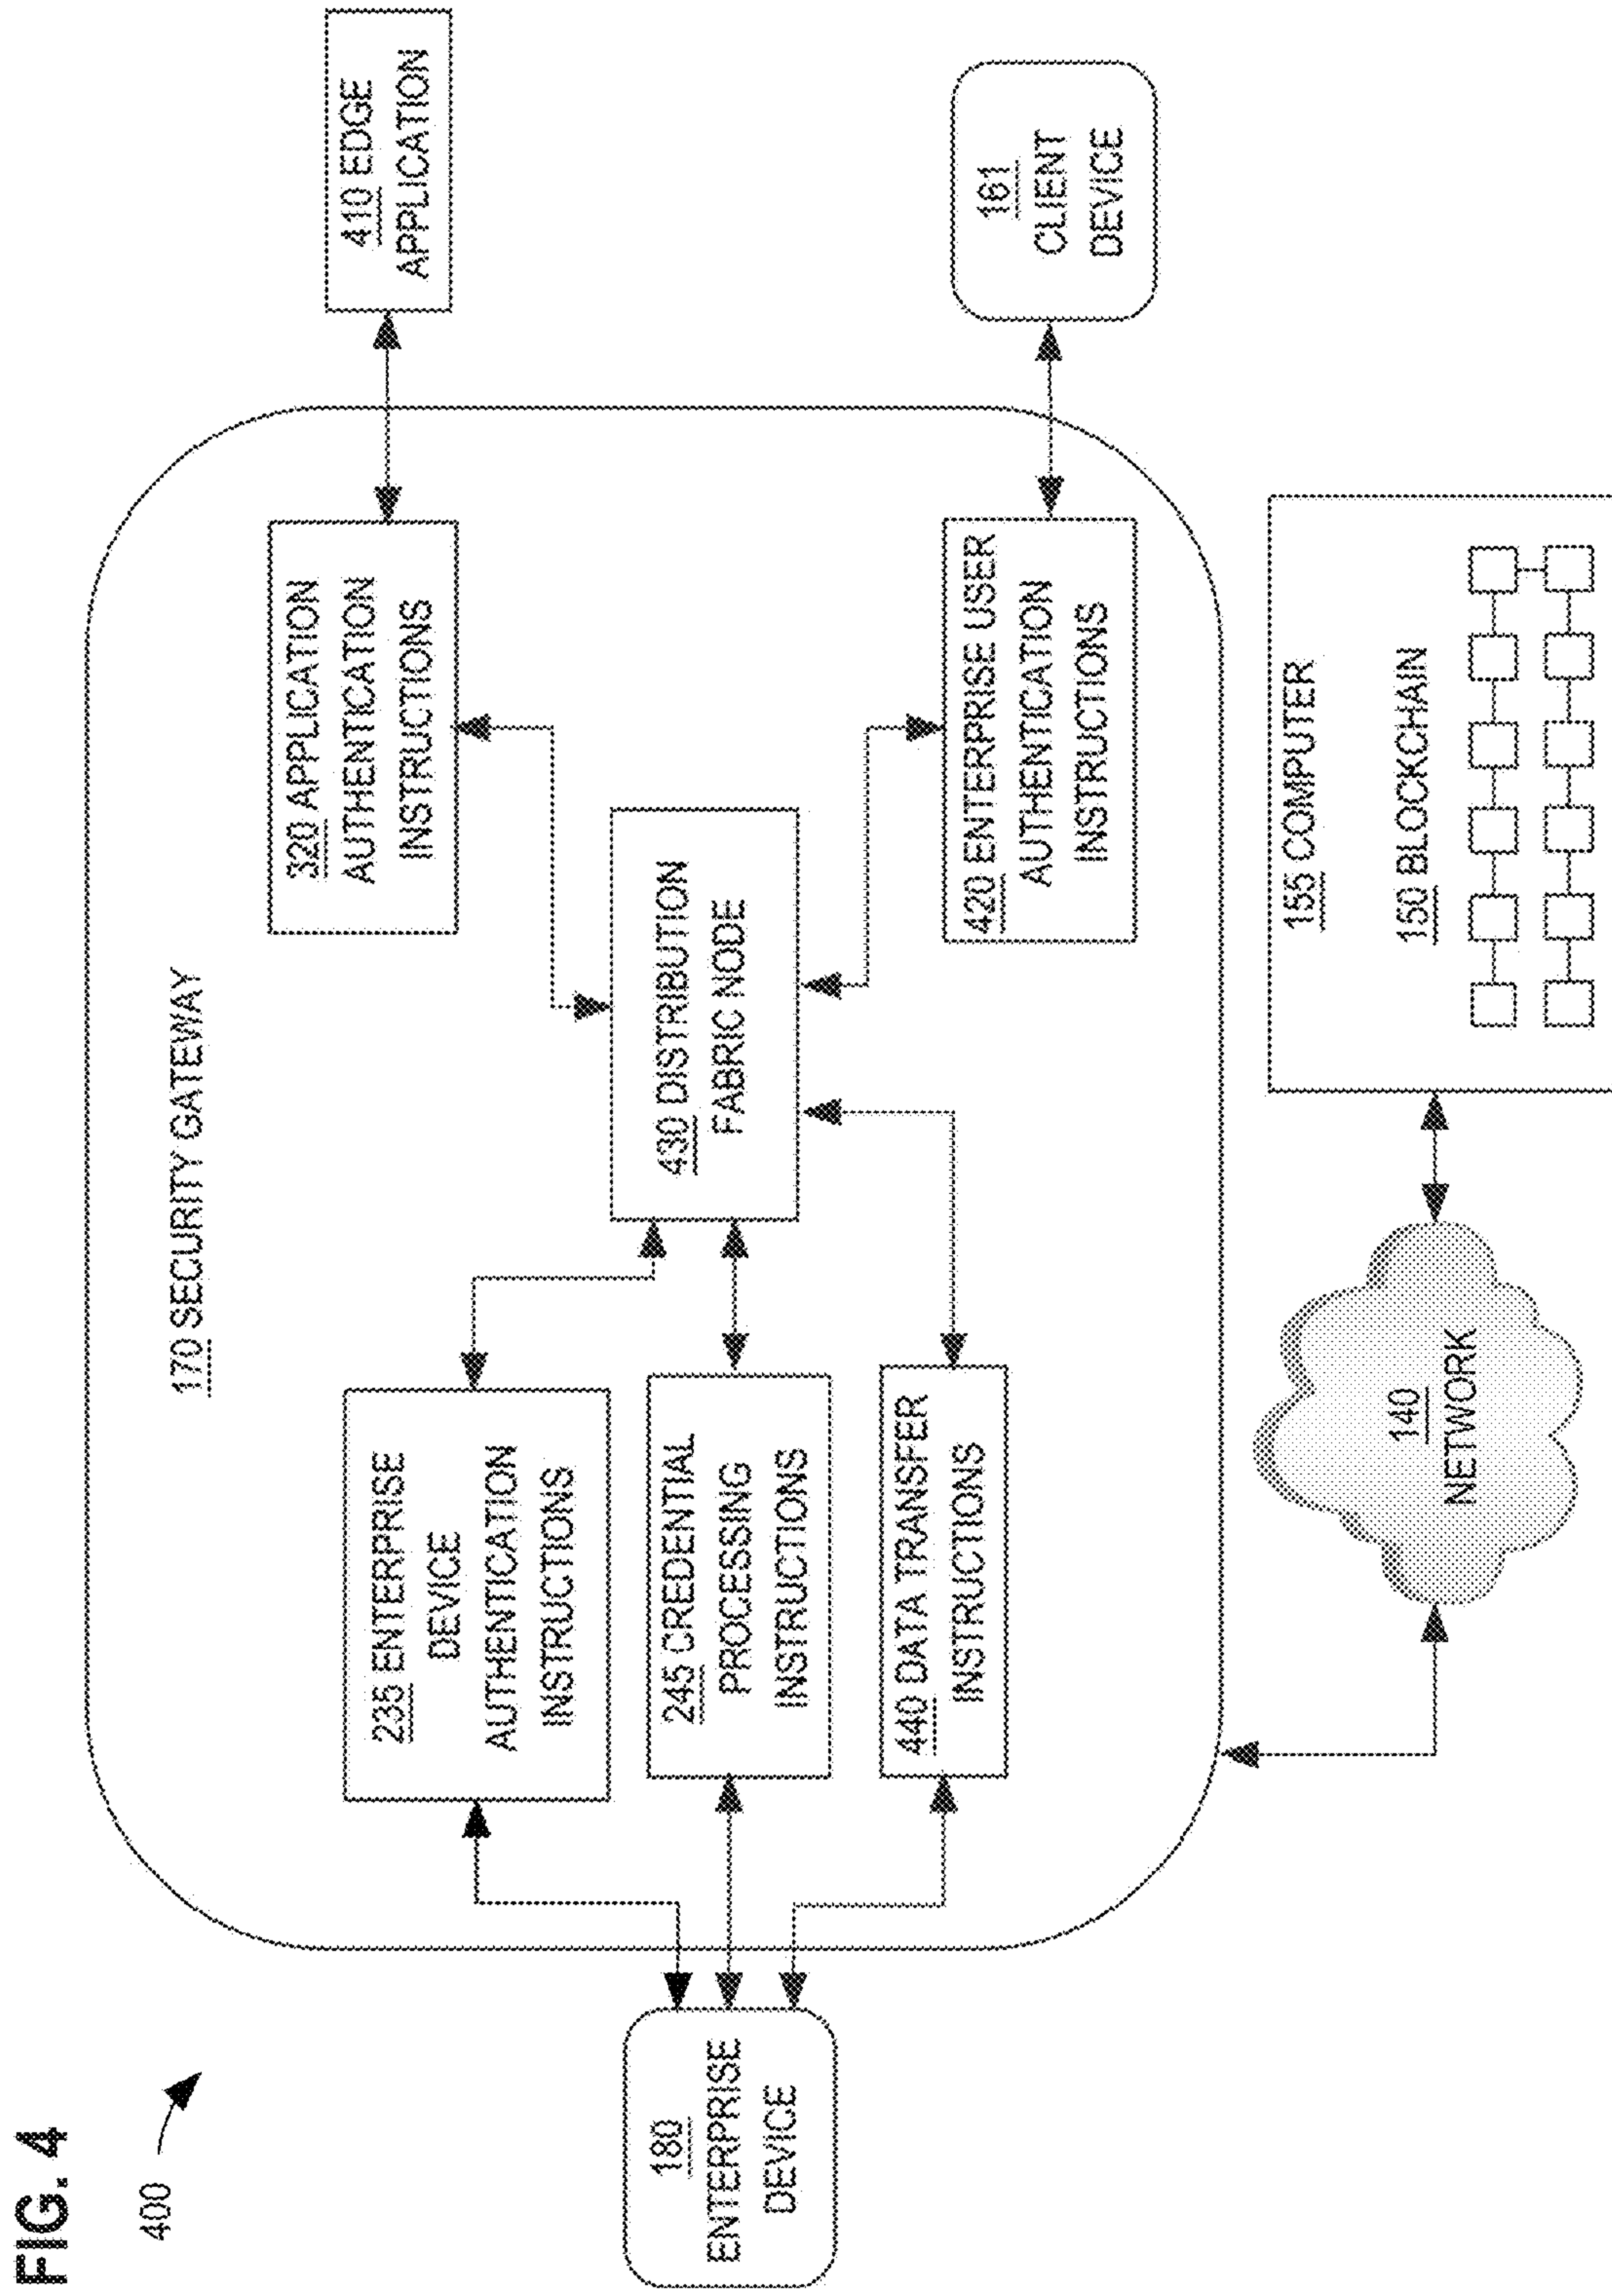 FIG. 4
400
170 SECURITY GATEWAY
180
ENTERPRISE
DEVICE
235 ENTERPRISE
DEVICE
AUTHENTICATION
INSTRUCTIONS
245 CREDENTIAL
PROCESSING
INSTRUCTIONS
440 DATA TRANSFER
INSTRUCTIONS
430 DISTRIBUTION
FABRIC NODE
320 APPLICATION
AUTHENTICATION
INSTRUCTIONS
420 ENTERPRISE USER
AUTHENTICATION
INSTRUCTIONS
410 EDGE
APPLICATION
161
CLIENT
DEVICE
140
NETWORK
155 COMPUTER
150 BLOCKCHAIN